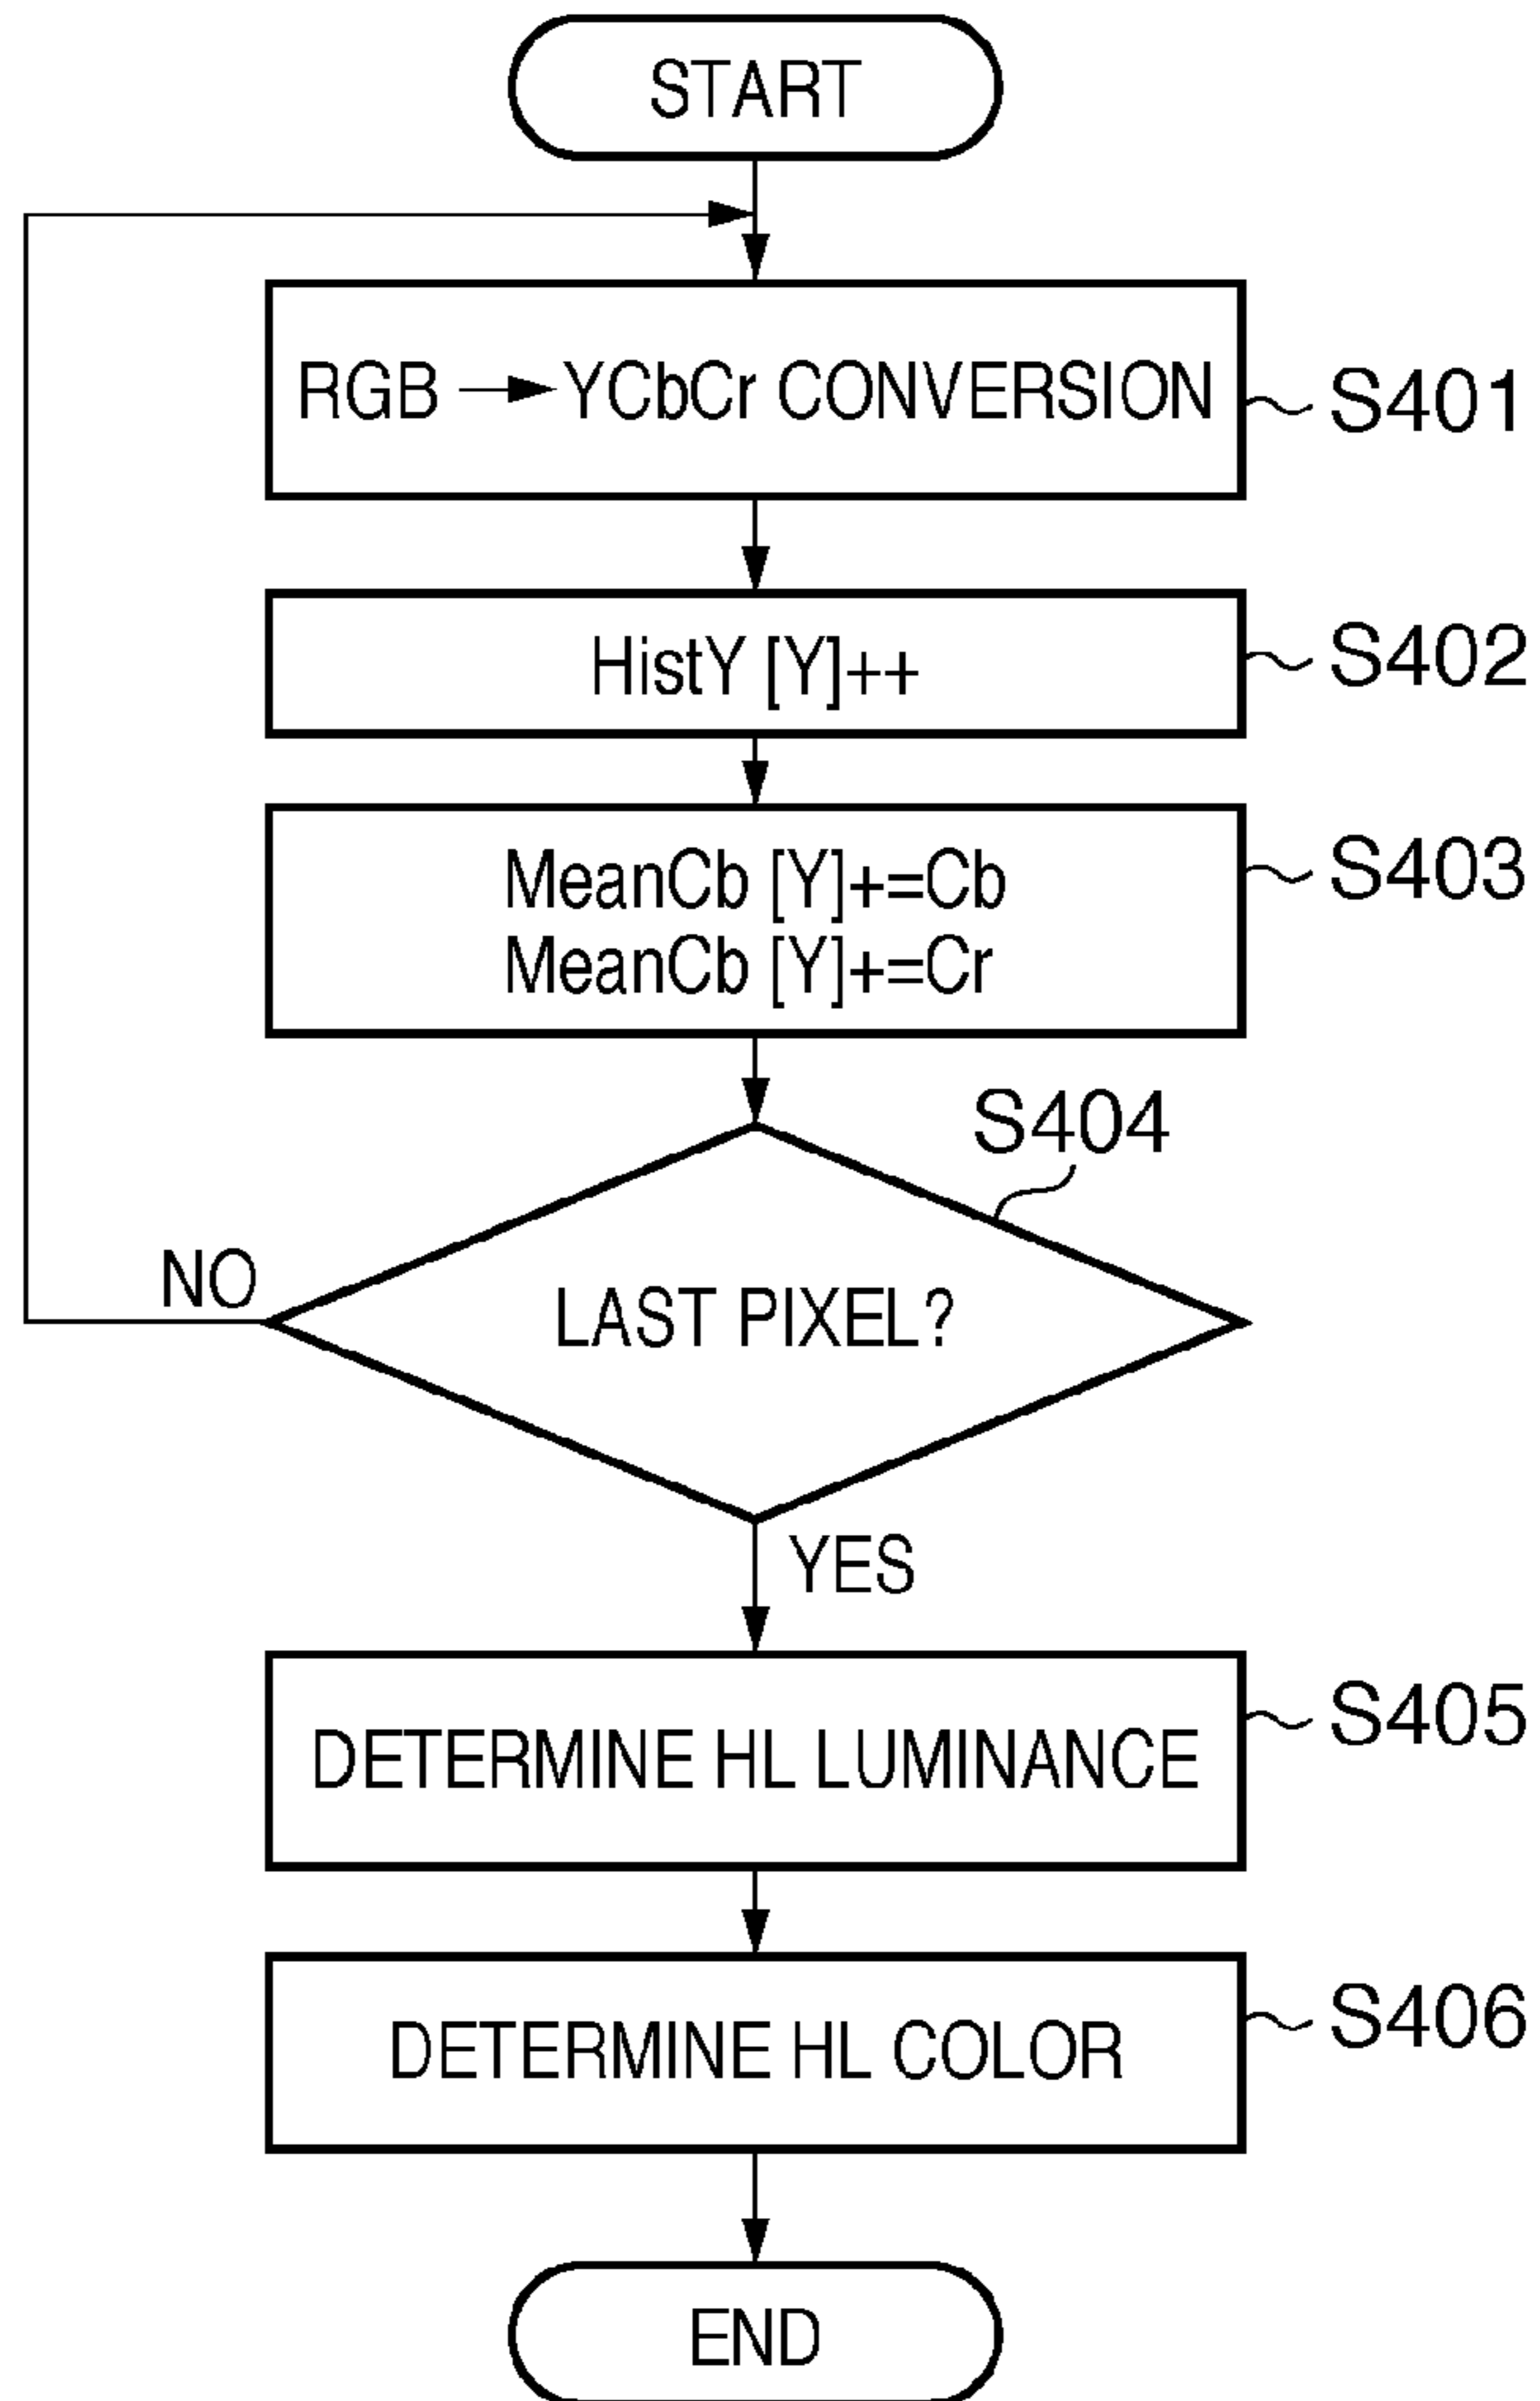 START
RGB → YCbCr CONVERSION
S401
HistY [Y]++
S402
MeanCb [Y]+=Cb
MeanCb [Y]+=Cr
S403
S404
LAST PIXEL?
NO
YES
DETERMINE HL LUMINANCE
S405
DETERMINE HL COLOR
S406
END